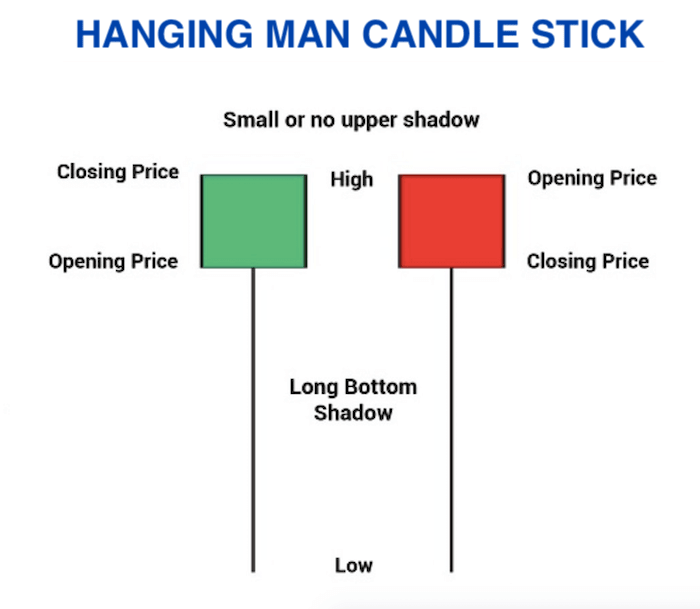 HANGING MAN CANDLE STICK
Small or no upper shadow
Closing Price
High
Opening Price
Opening Price
Closing Price
Long Bottom
Shadow
Low